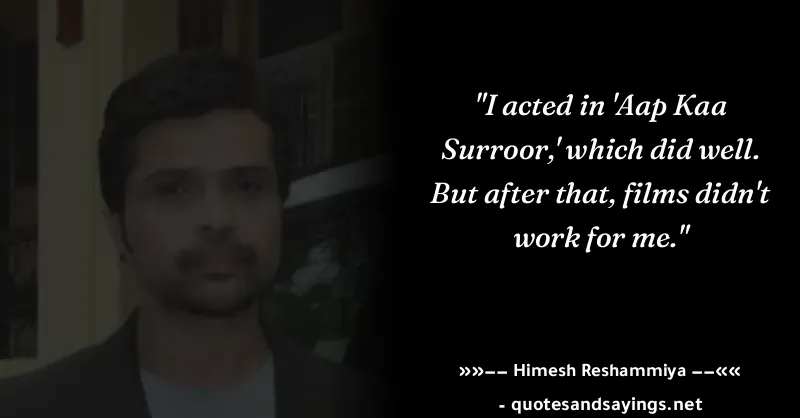 "I acted in 'Aap Kaa
Surroor,' which did well.
But after that, films didn't
work for me."
»»–– Himesh Reshammiya ––««
- quotesandsayings.net